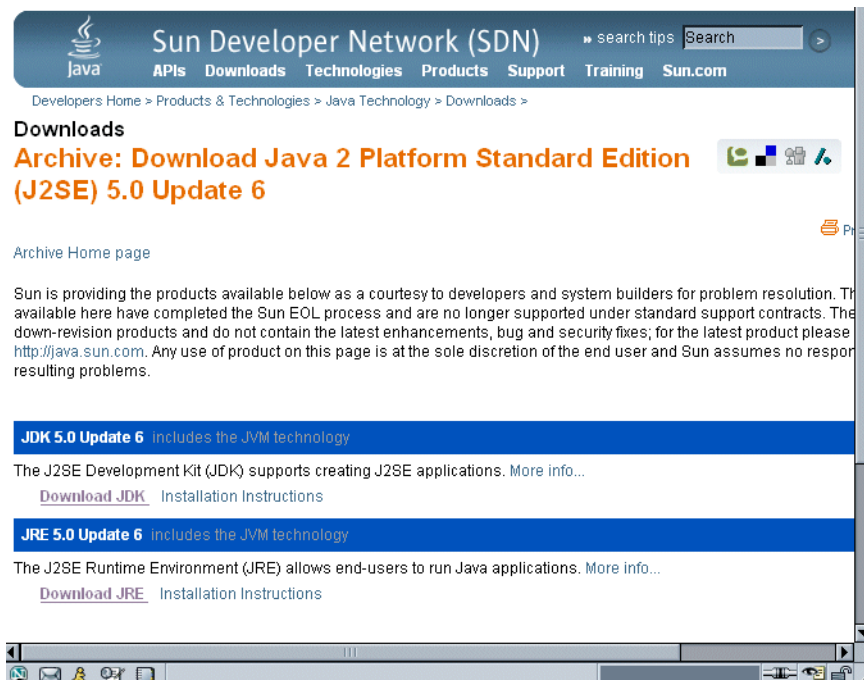 Sun Developer Network (SDN)
» search tips Search
Java
APIs Downloads Technologies Products Support Training Sun.com
Developers Home > Products & Technologies > Java Technology > Downloads >
Downloads
Archive: Download Java 2 Platform Standard Edition
(J2SE) 5.0 Update 6
Archive Home page
Sun is providing the products available below as a courtesy to developers and system builders for problem resolution.
available here have completed the Sun EOL process and are no longer supported under standard support contracts.
down-revision products and do not contain the latest enhancements, bug and security fixes; for the latest product please
http://java.sun.com. Any use of product on this page is at the sole discretion of the end user and Sun assumes no
resulting problems.
JDK 5.0 Update 6 includes the JVM technology
The J2SE Development Kit (JDK) supports creating J2SE applications. More info...
Download JDK Installation Instructions
JRE 5.0 Update 6 includes the JVM technology
The J2SE Runtime Environment (JRE) allows end-users to run Java applications. More info...
Download JRE Installation Instructions